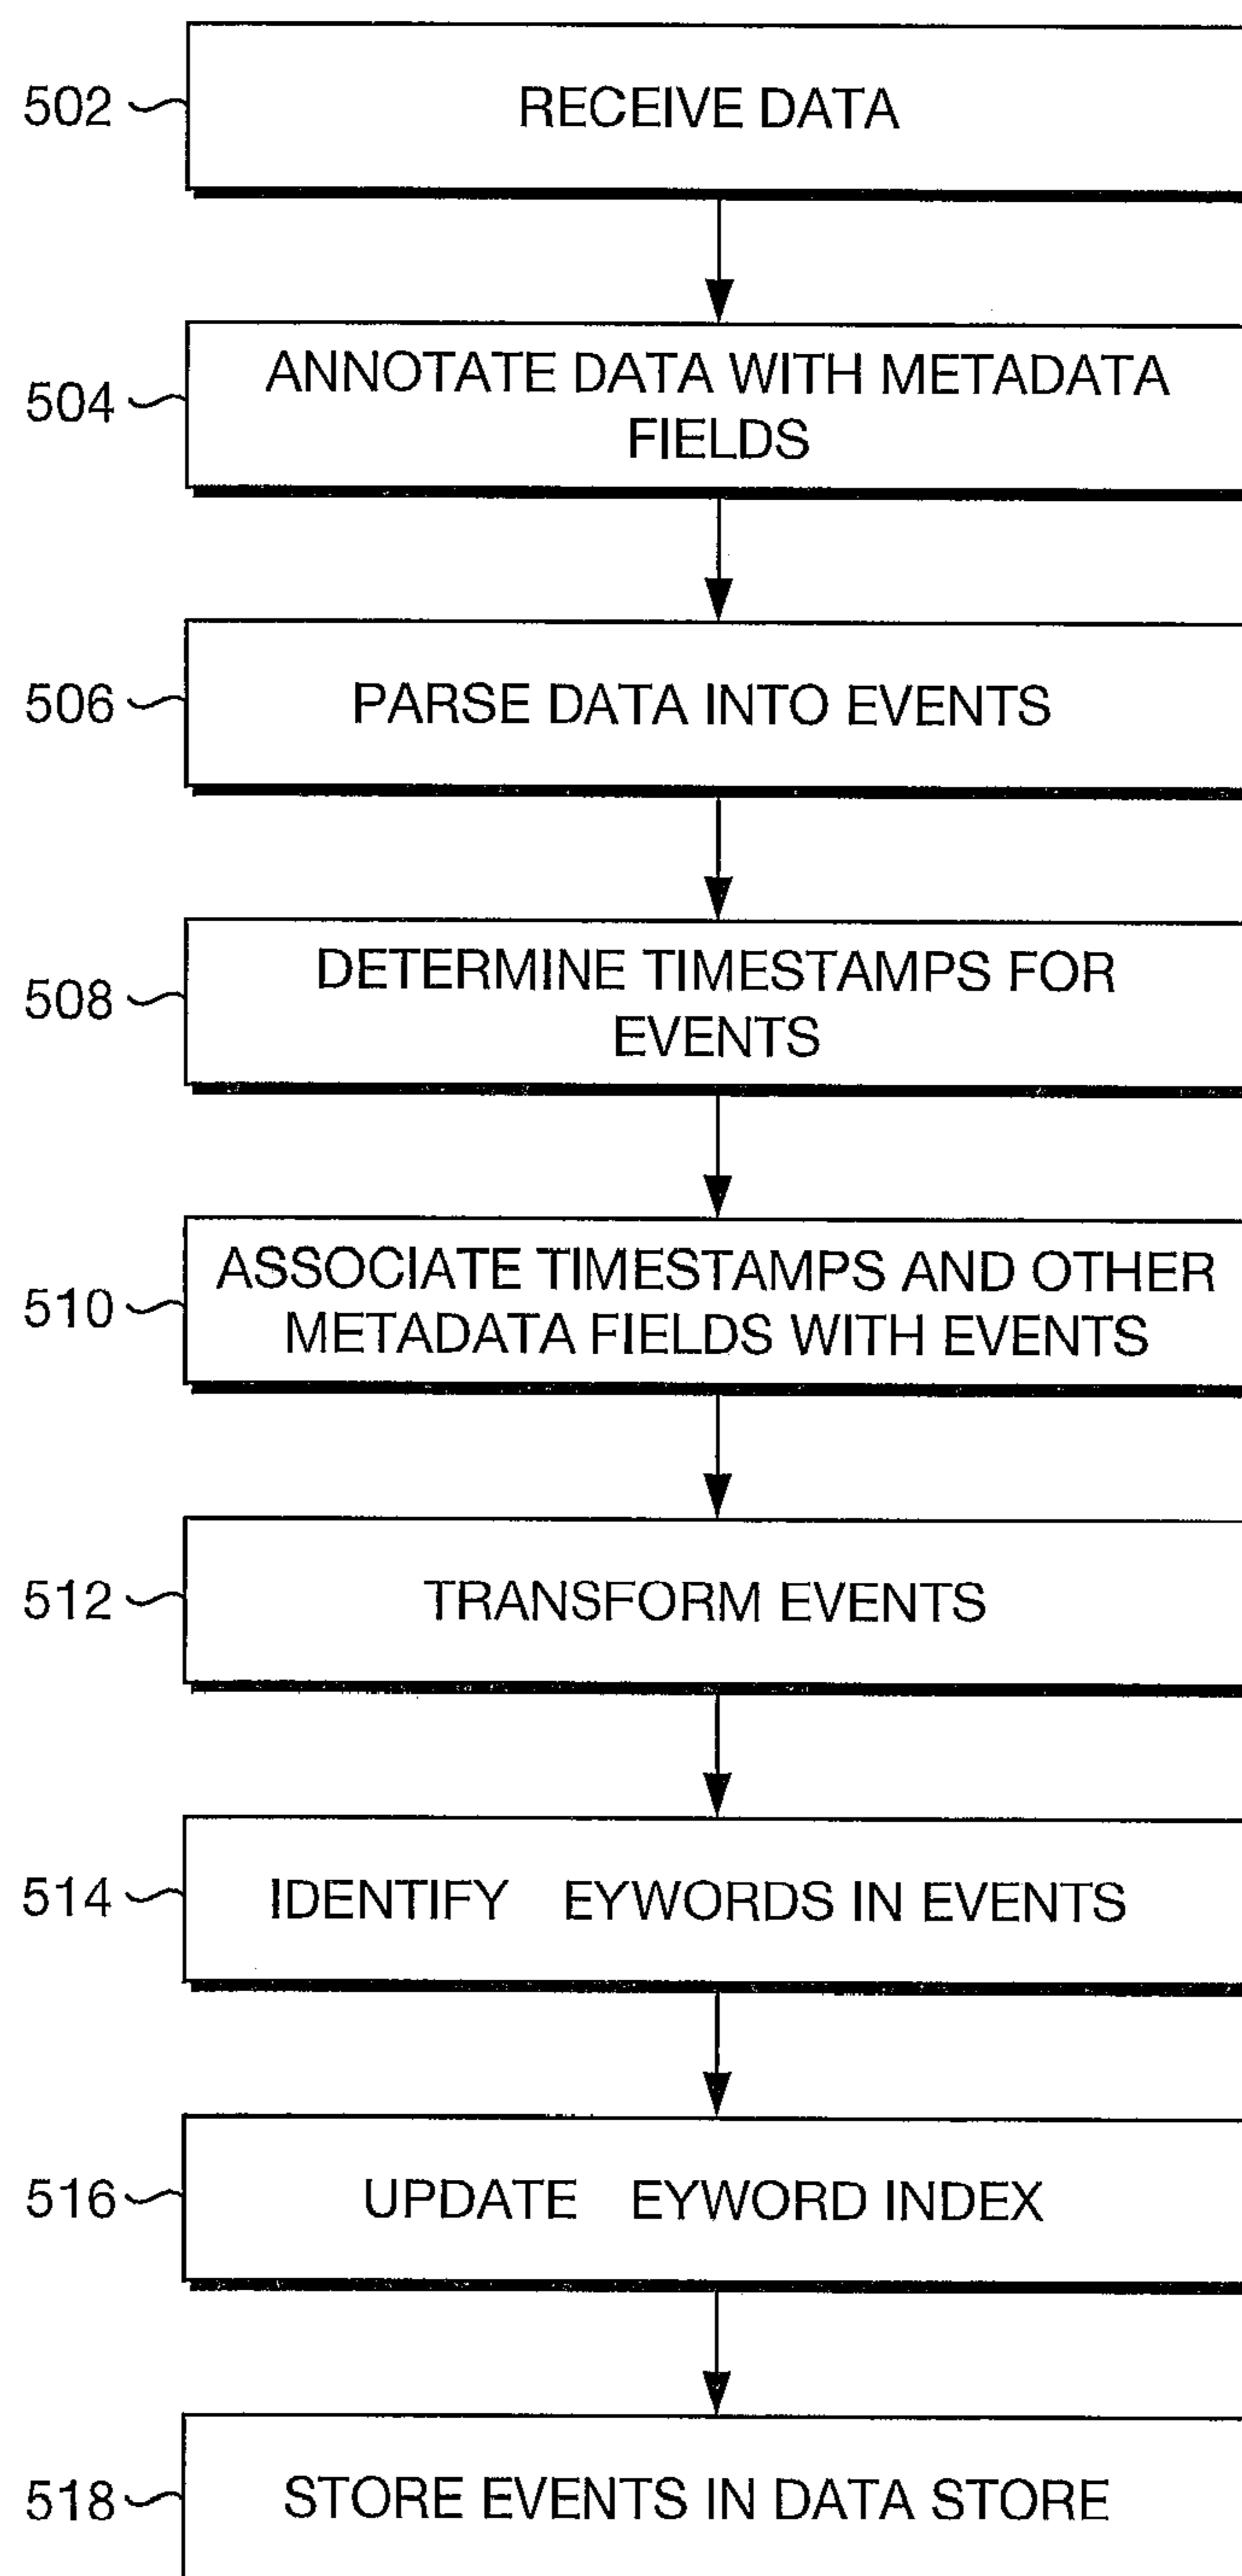 502 RECEIVE DATA
504 ANNOTATE DATA WITH METADATA
FIELDS
506 PARSE DATA INTO EVENTS
508 DETERMINE TIMESTAMPS FOR
EVENTS
510 ASSOCIATE TIMESTAMPS AND OTHER
METADATA FIELDS WITH EVENTS
512 TRANSFORM EVENTS
514 IDENTIFY EYWORDS IN EVENTS
516 UPDATE EYWORD INDEX
518 STORE EVENTS IN DATA STORE